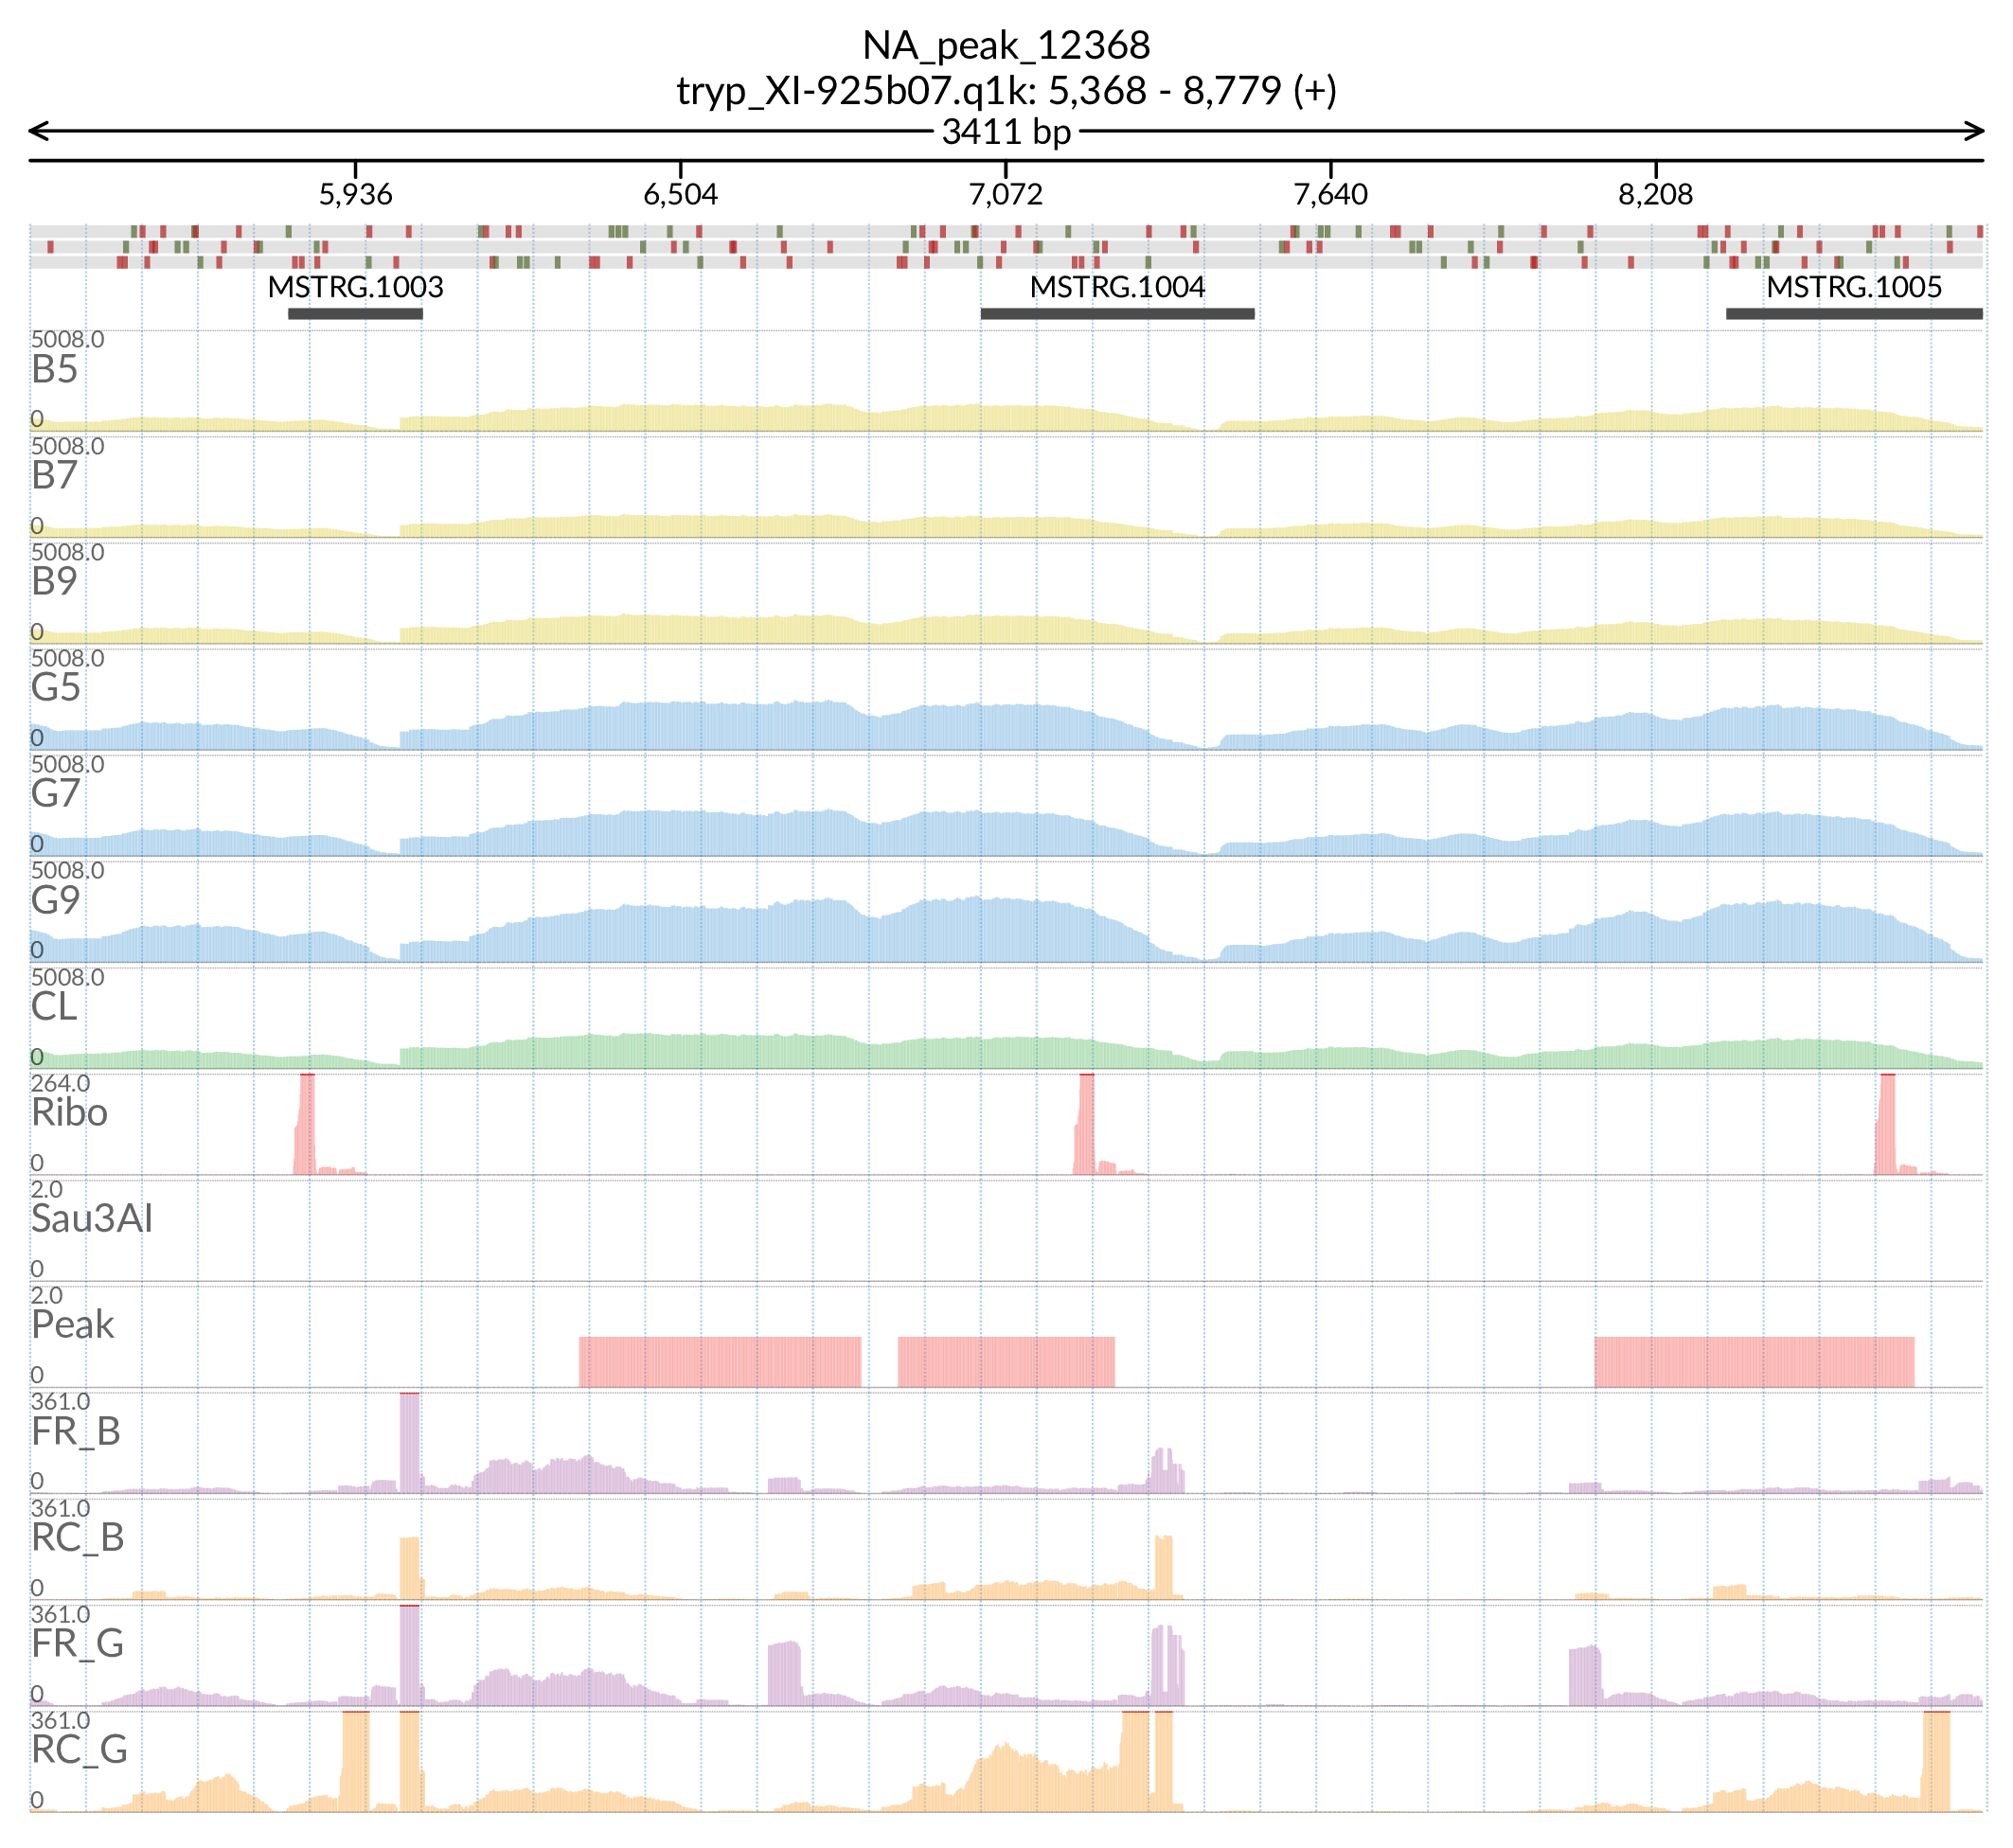 NA_peak_12368
tryp_XI-925b07.q1k: 5,368 - 8,779 (+)
3411 bp
5,936 6,504 7,072 7,640 8,208
MSTRG.1003 MSTRG.1004 MSTRG.1005
5008.0
B5
0
5008.0
B7
0
5008.0
B9
0
5008.0
G5
0
5008.0
G7
0
5008.0
G9
0
5008.0
CL
0
264.0
Ribo
0
2.0
Sau3AI
0
2.0
Peak
0
361.0
FR_B
0
361.0
RC_B
0
361.0
FR_G
0
361.0
RC_G
0